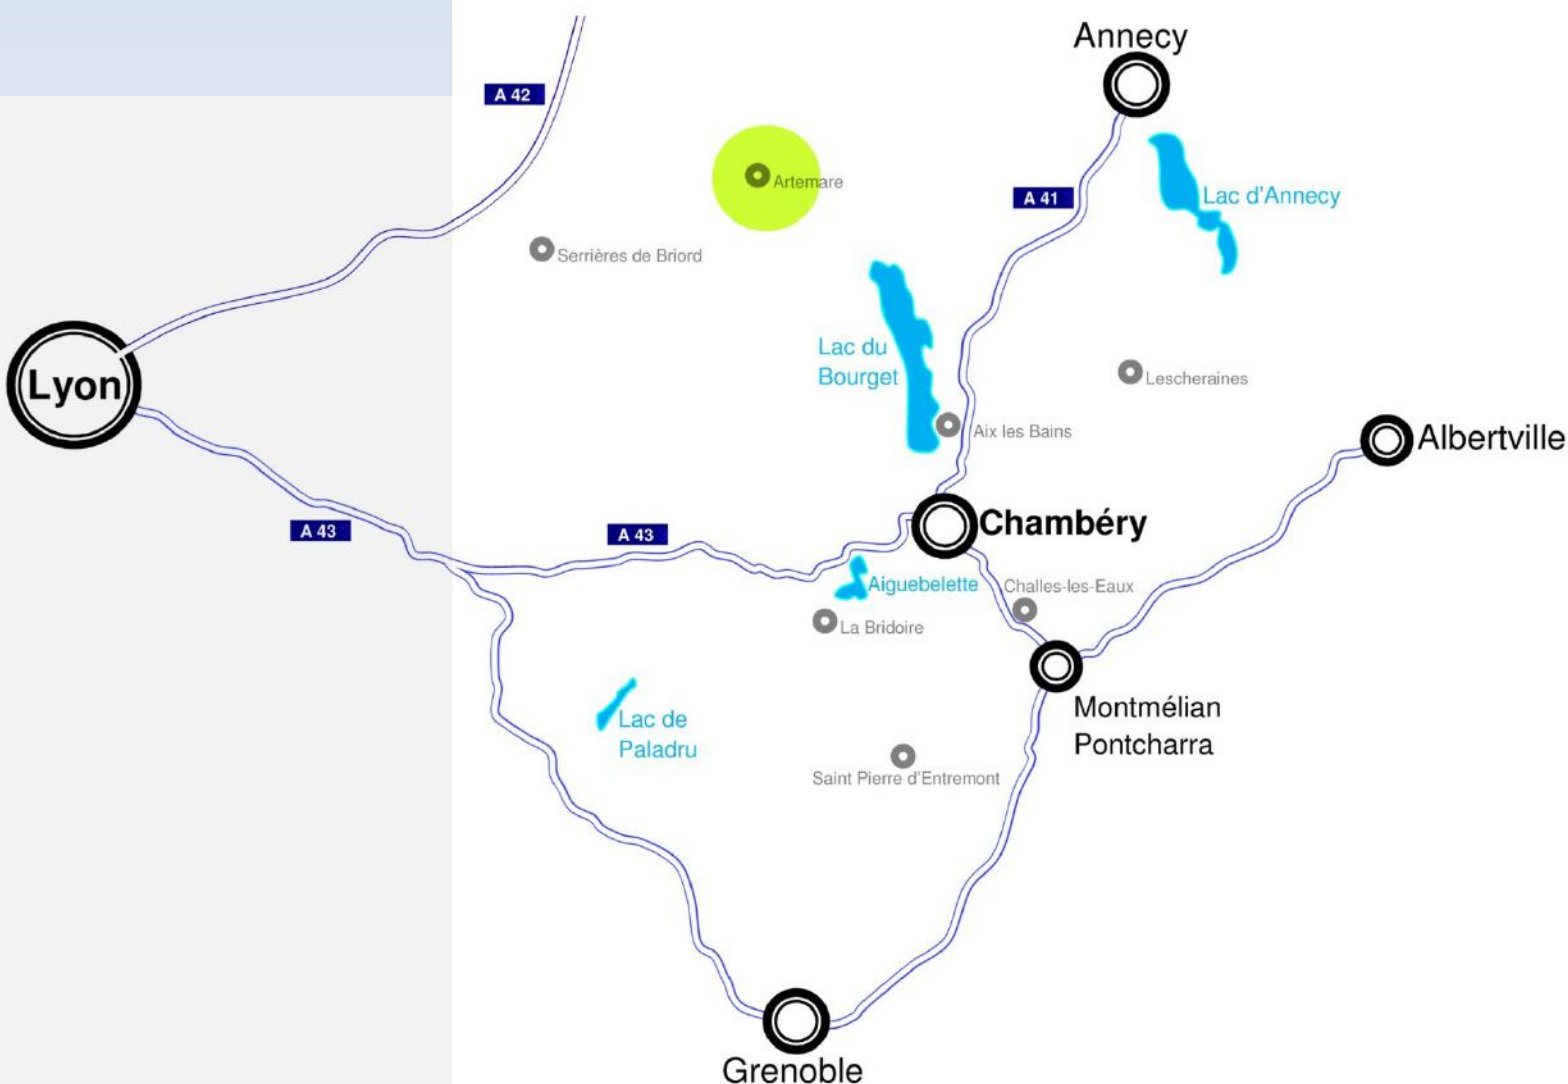 Annecy
A 42
Artemare
A 41
Lac d'Annecy
Serrières de Briord
Lac du
Bourget
Lescheraines
Lyon
Aix les Bains
Albertville
Chambéry
A 43
A 43
Aiguebelette
Challes-les-Eaux
La Bridoire
Montmélian
Pontcharra
Lac de
Paladru
Saint Pierre d'Entremont
Grenoble